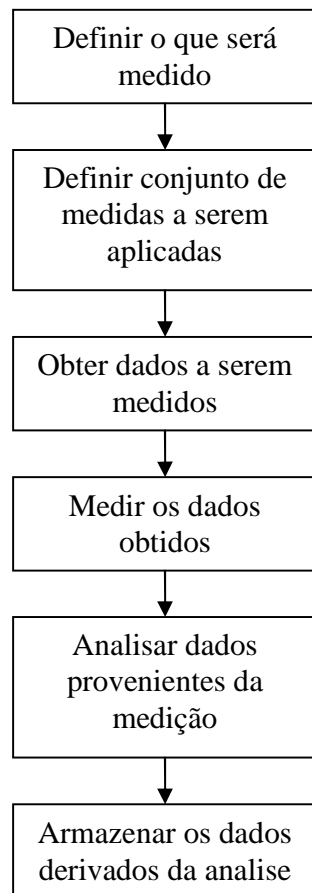 Definir o que será
medido
Definir conjunto de
medidas a serem
aplicadas
Obter dados a serem
medidos
Medir os dados
obtidos
Analisar dados
provenientes da
medição
Armazenar os dados
derivados da analise